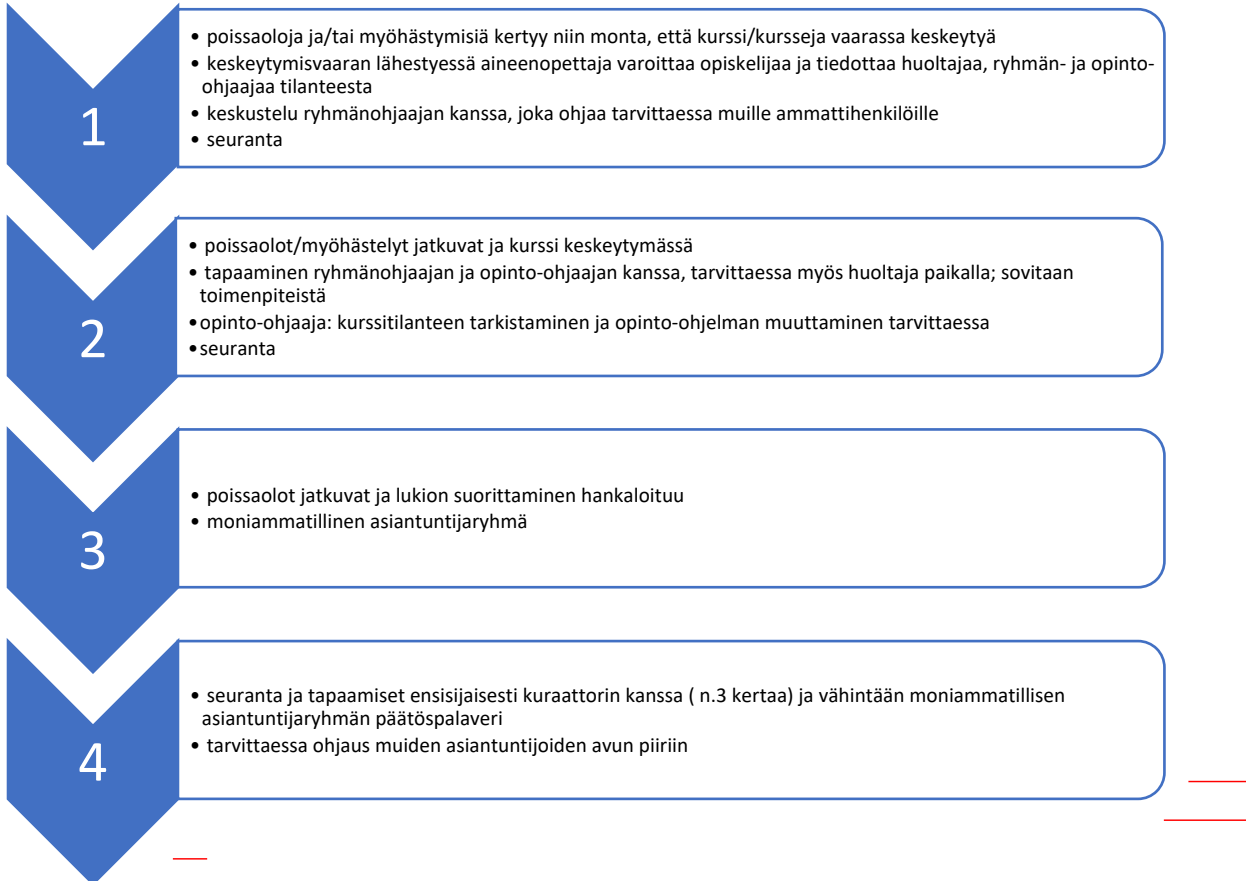 1
• poissaoloja ja/tai myöhästymisiä kertyy niin monta, että kurssi/kursseja vaarassa keskeytyä
• keskeytymisvaaran lähestyessä aineenopettaja varoittaa opiskelijaa ja tiedottaa huoltajaa, ryhmän- ja opinto-
ohjaajaa tilanteesta
• keskustelu ryhmänohjaajan kanssa, joka ohjaa tarvittaessa muille ammattihenkilöille
• seuranta
2
• poissaolot/myöhästelyt jatkuvat ja kurssi keskeytymässä
• tapaaminen ryhmänohjaajan ja opinto-ohjaajan kanssa, tarvittaessa myös huoltaja paikalla; sovitaan
toimenpiteistä
•opinto-ohjaaja: kurssitilanteen tarkistaminen ja opinto-ohjelman muuttaminen tarvittaessa
•seuranta
3
• poissaolot jatkuvat ja lukion suorittaminen hankaloituu
• moniammatillinen asiantuntijaryhmä
4
• seuranta ja tapaamiset ensisijaisesti kuraattorin kanssa ( n.3 kertaa) ja vähintään moniammatillisen
asiantuntijaryhmän päätöspalaveri
• tarvittaessa ohjaus muiden asiantuntijoiden avun piiriin